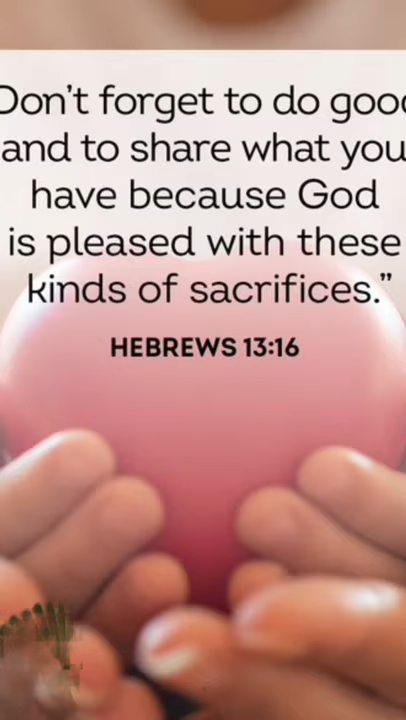 Don't forget to do good
and to share what you
have because God
is pleased with these
kinds of sacrifices.”
HEBREWS 13:16